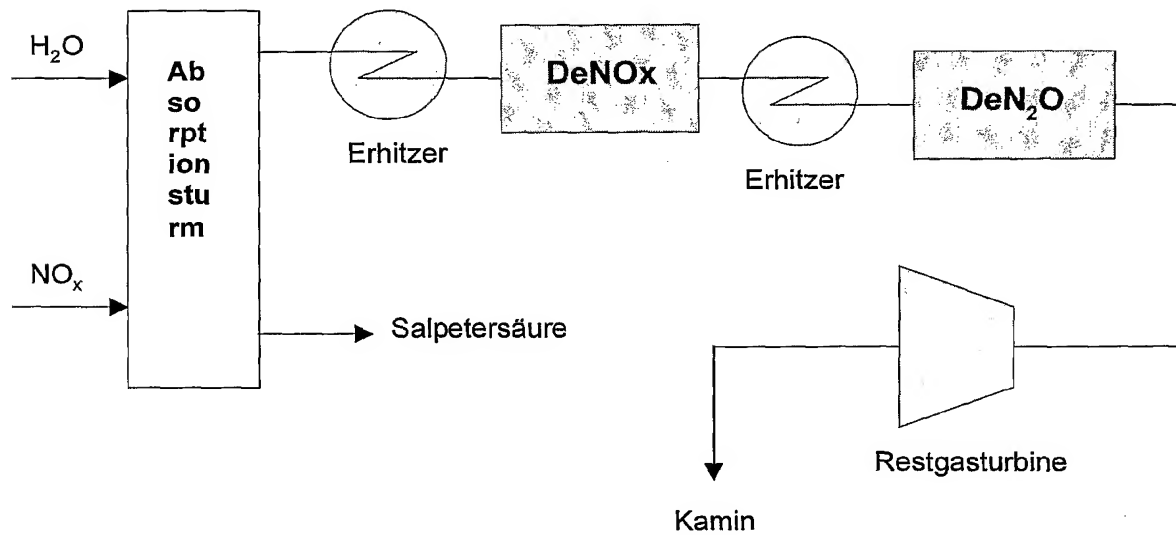 H₂O
Ab
so
rpt
ion
stu
rm
NOₓ
Salpetersäure
Erhitzer
DeNOx
Erhitzer
DeN₂O
Restgasturbine
Kamin